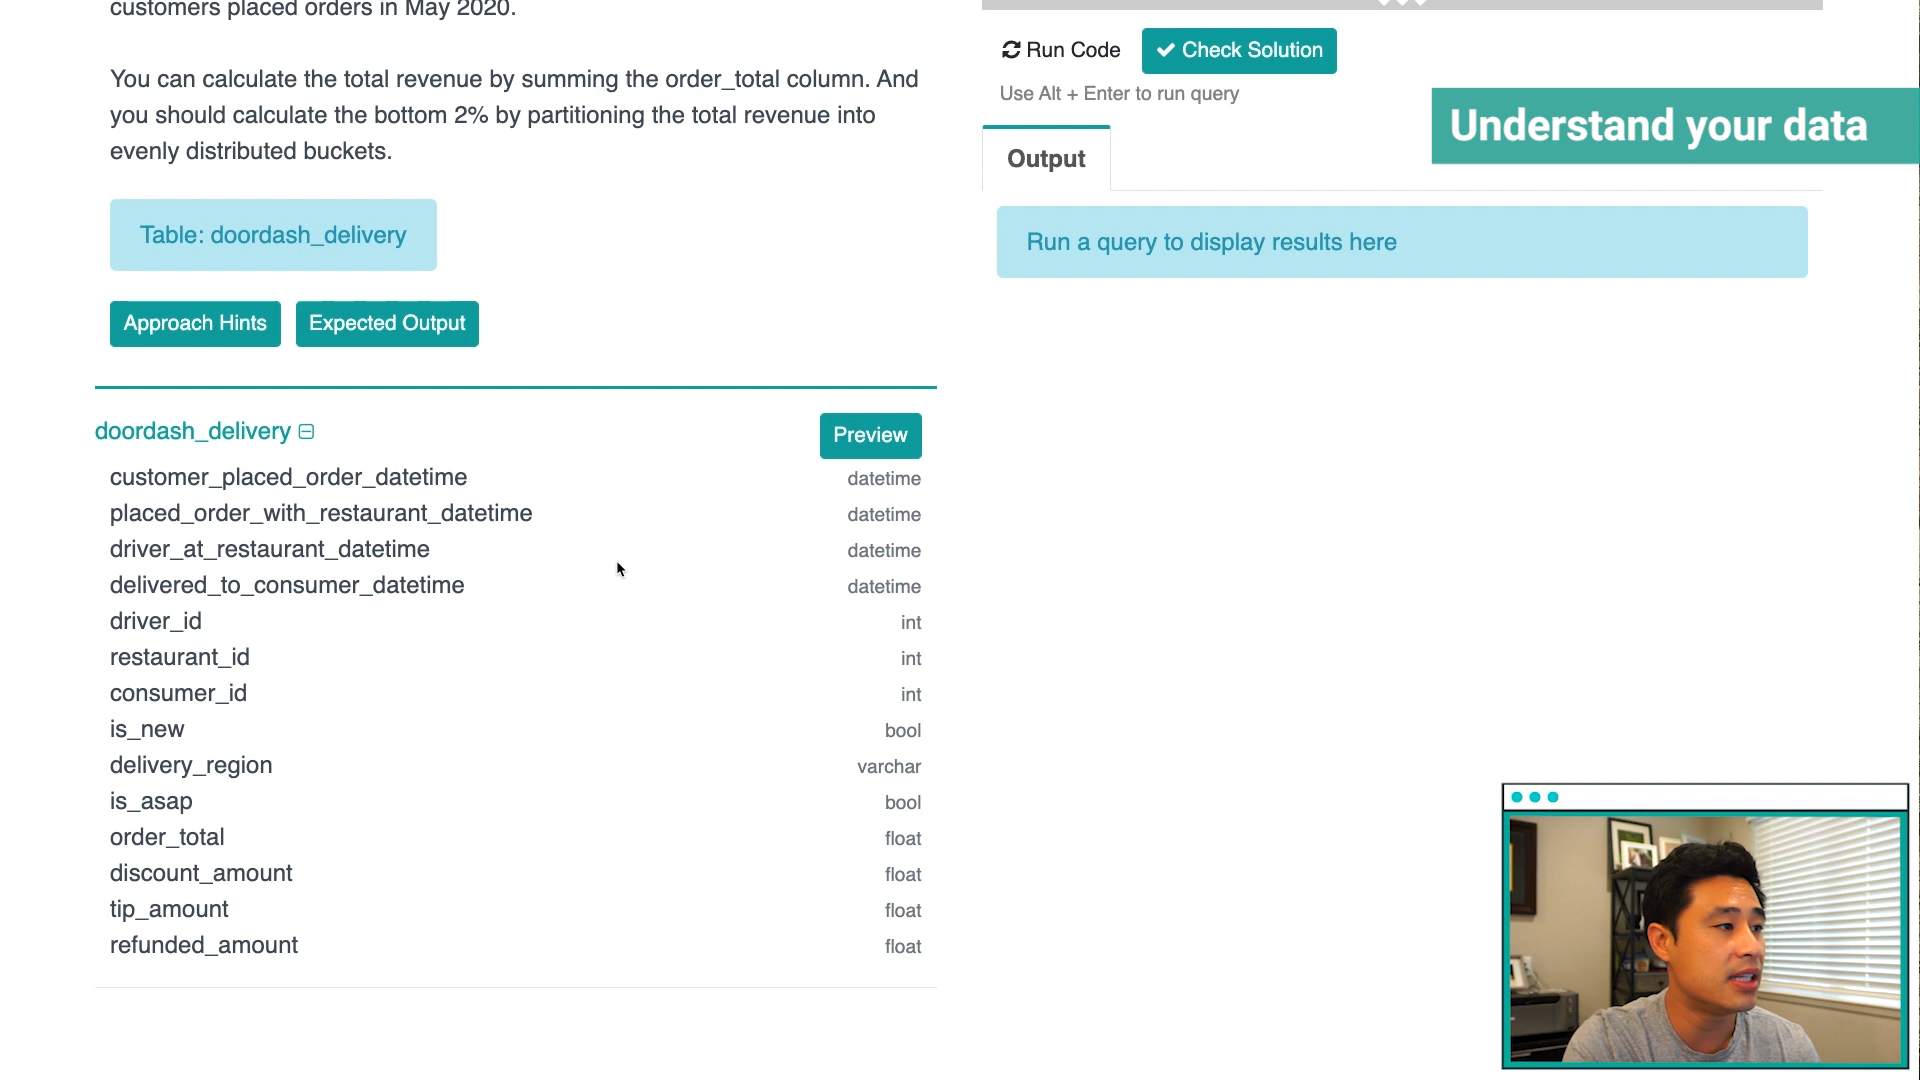 customers placed orders in May 2020.
You can calculate the total revenue by summing the order_total column. And
you should calculate the bottom 2% by partitioning the total revenue into
evenly distributed buckets.
Table: doordash_delivery
Approach Hints Expected Output
doordash_delivery Preview
customer_placed_order_datetime datetime
placed_order_with_restaurant_datetime datetime
driver_at_restaurant_datetime datetime
delivered_to_consumer_datetime datetime
driver_id int
restaurant_id int
consumer_id int
is_new bool
delivery_region varchar
is_asap bool
order_total float
discount_amount float
tip_amount float
refunded_amount float
Run Code Check Solution
Use Alt + Enter to run query
Understand your data
Output
Run a query to display results here